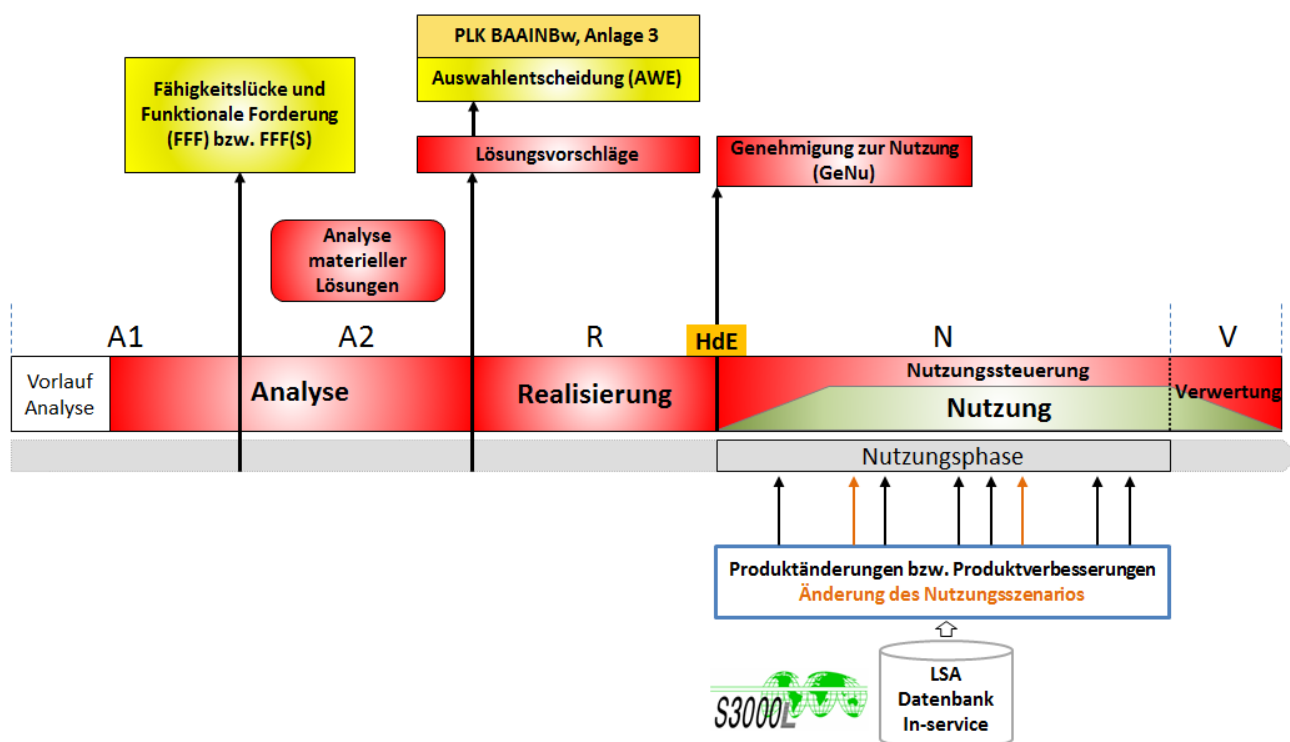 PLK BAAINBw, Anlage 3
Auswahlentscheidung (AWE)
Fähigkeitslücke und
Funktionale Forderung
(FFF) bzw. FFF(S)
Lösungsvorschläge
Genehmigung zur Nutzung
(GeNu)
Analyse
materieller
Lösungen
A1
A2
R
HdE
N
V
Vorlauf
Analyse
Analyse
Realisierung
Nutzungssteuerung
Nutzung
Verwertung
Nutzungsphase
Produktänderungen bzw. Produktverbesserungen
Änderung des Nutzungsszenarios
S3000L
LSA
Datenbank
In-service